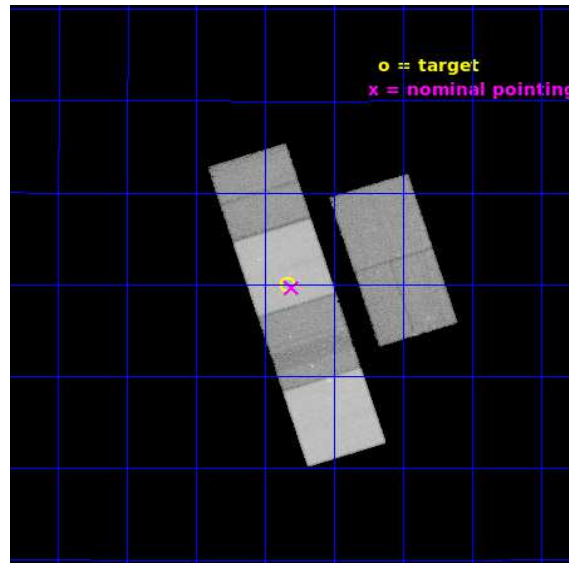 o = target
x = nominal pointing